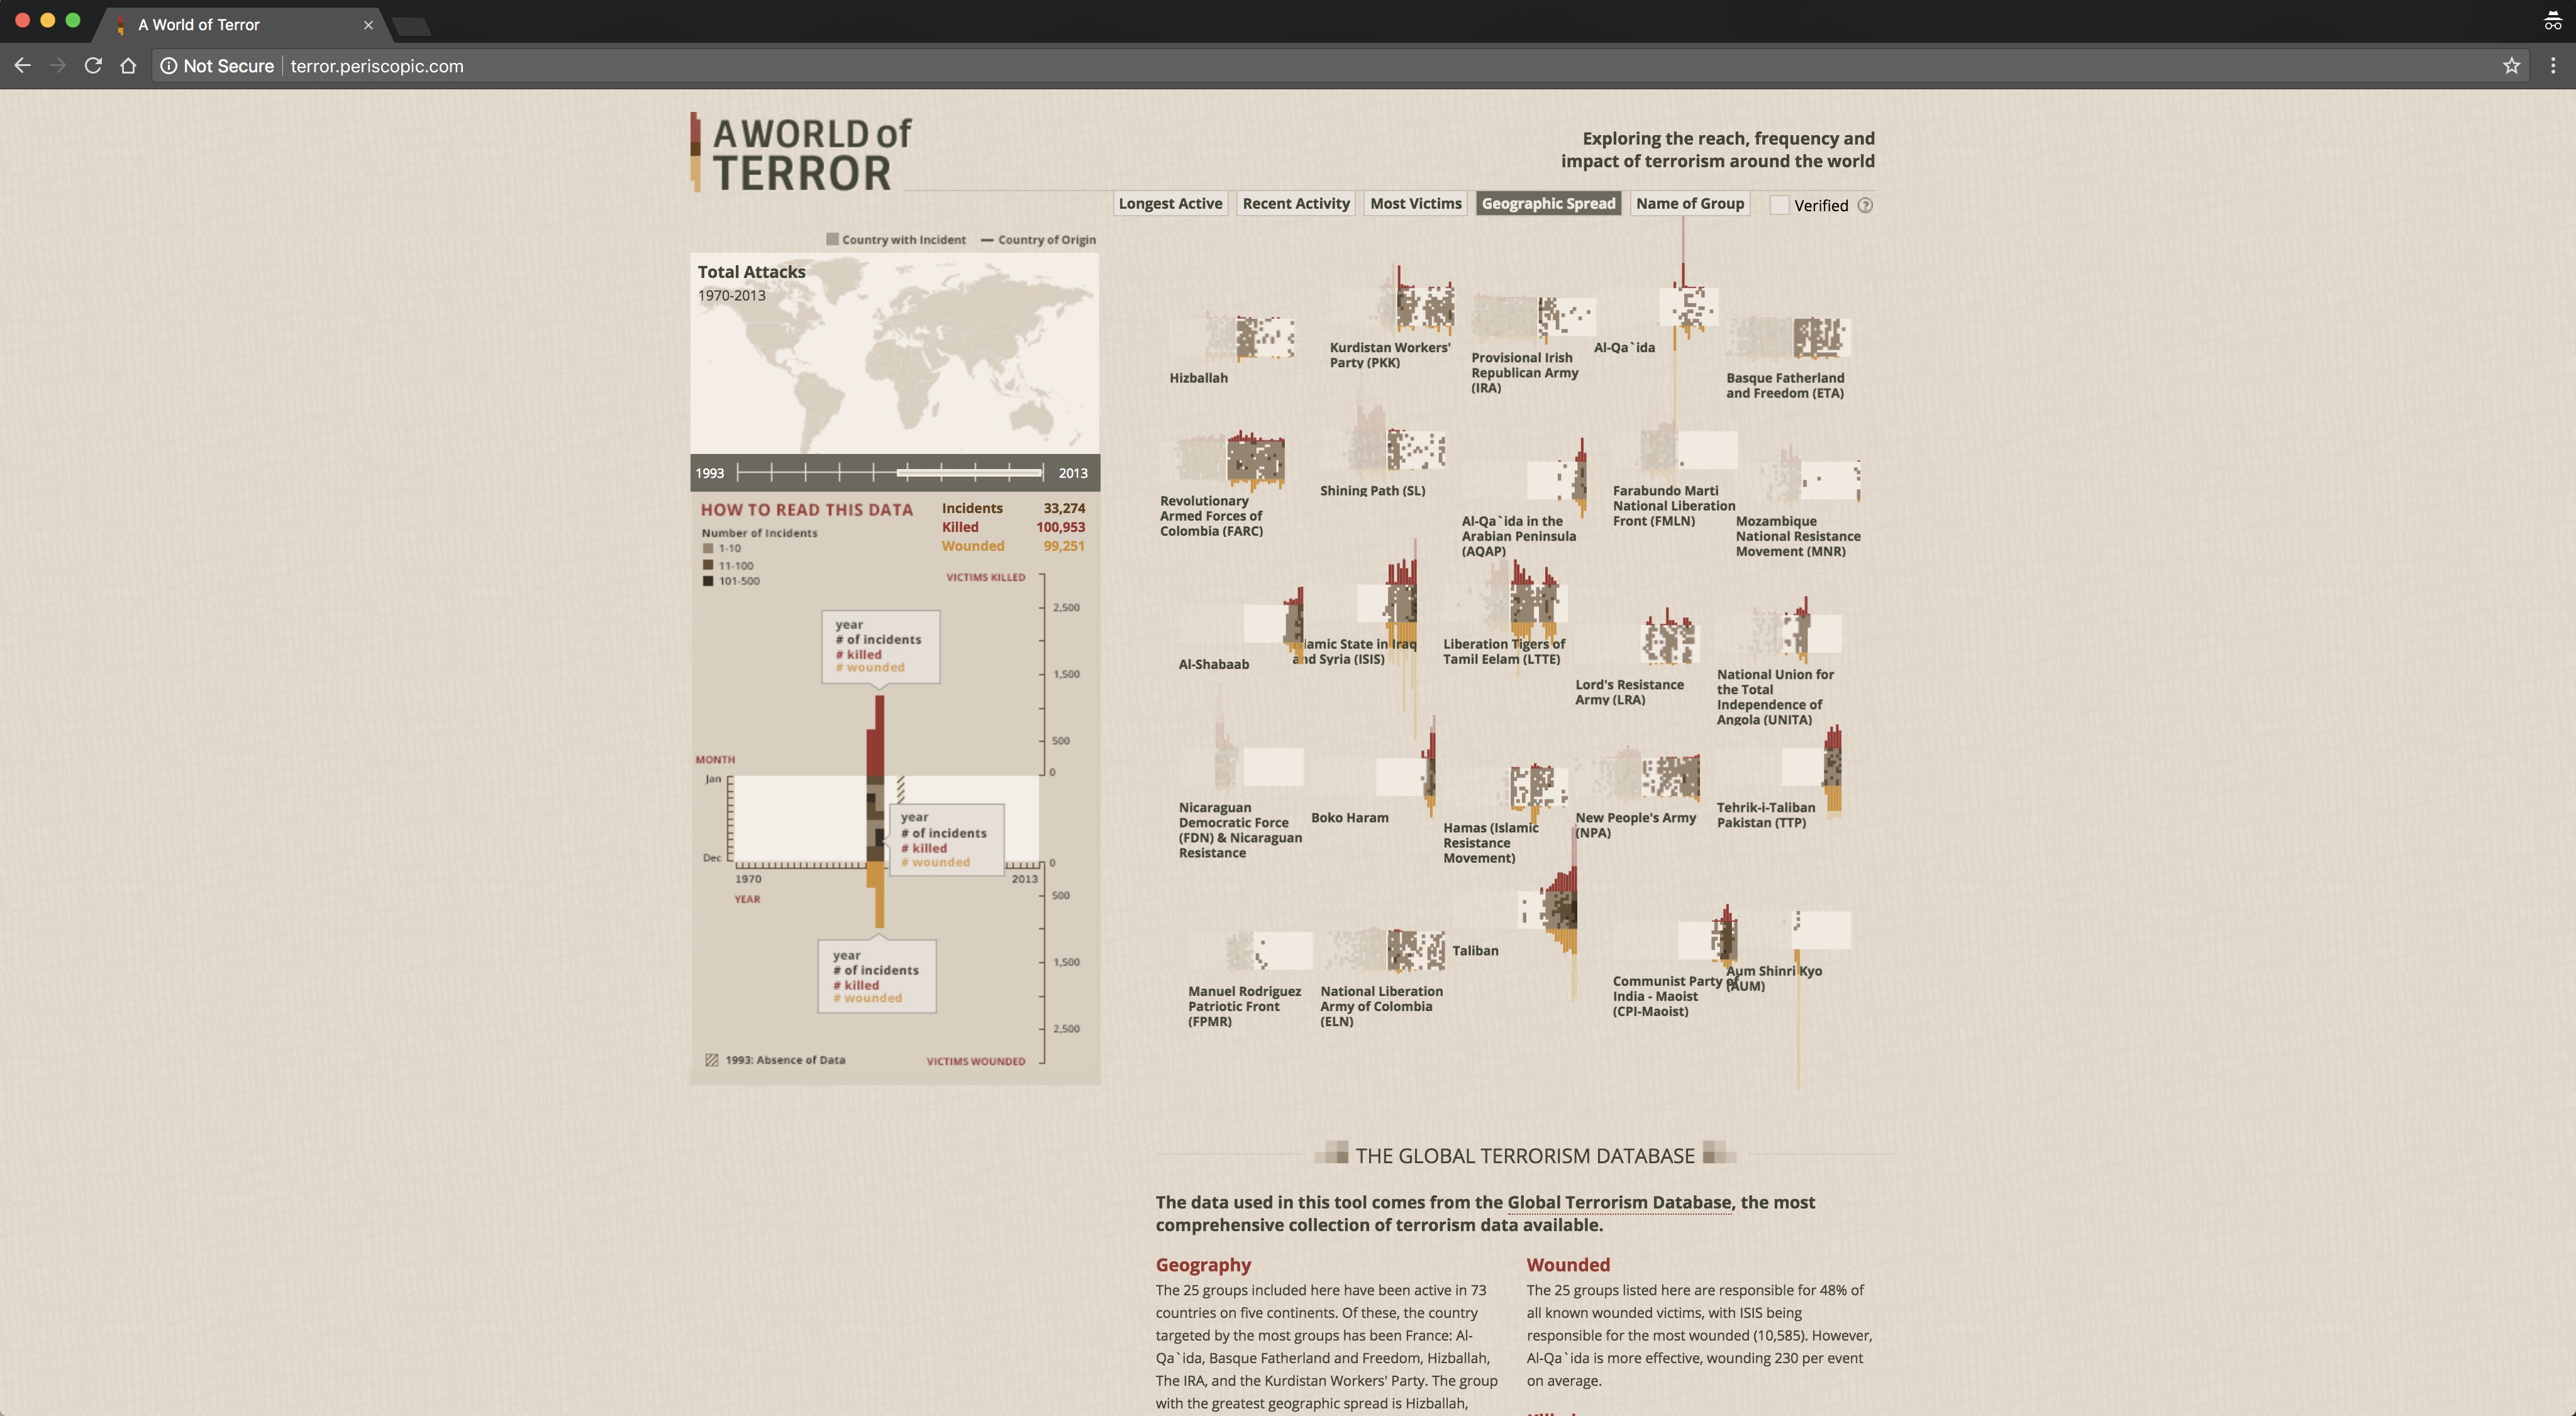 A World of Terror
Not Secure
terror.periscopic.com
A WORLD of
TERROR
Exploring the reach, frequency and
impact of terrorism around the world
Longest Active
Recent Activity
Most Victims
Geographic Spread
Name of Group
Verified
?
Country with Incident
Country of Origin
Total Attacks
1970-2013
1993
2013
HOW TO READ THIS DATA
Number of Incidents
1-10
11-100
101-500
Incidents 33,274
Killed 100,953
Wounded 99,251
VICTIMS KILLED
2,500
1,500
500
0
year
# of incidents
# killed
# wounded
MONTH
Jan
Dec
1970
2013
YEAR
year
# of incidents
# killed
# wounded
0
500
1,500
2,500
year
# of incidents
# killed
# wounded
1993: Absence of Data
VICTIMS WOUNDED
Hizballah
Kurdistan Workers'
Party (PKK)
Provisional Irish
Republican Army
(IRA)
Al-Qa`ida
Basque Fatherland
and Freedom (ETA)
Revolutionary
Armed Forces of
Colombia (FARC)
Shining Path (SL)
Al-Qa`ida in the
Arabian Peninsula
(AQAP)
Farabundo Marti
National Liberation
Front (FMLN)
Mozambique
National Resistance
Movement (MNR)
Al-Shabaab
Islamic State in Iraq
and Syria (ISIS)
Liberation Tigers of
Tamil Eelam (LTTE)
Lord's Resistance
Army (LRA)
National Union for
the Total
Independence of
Angola (UNITA)
Nicaraguan
Democratic Force
(FDN) & Nicaraguan
Resistance
Boko Haram
Hamas (Islamic
Resistance
Movement)
New People's Army
(NPA)
Tehrik-i-Taliban
Pakistan (TTP)
Manuel Rodriguez
Patriotic Front
(FPMR)
National Liberation
Army of Colombia
(ELN)
Taliban
Communist Party of
India - Maoist
(CPI-Maoist)
Aum Shinri Kyo
(AUM)
THE GLOBAL TERRORISM DATABASE
The data used in this tool comes from the Global Terrorism Database, the most
comprehensive collection of terrorism data available.
Geography
The 25 groups included here have been active in 73
countries on five continents. Of these, the country
targeted by the most groups has been France: Al-
Qa`ida, Basque Fatherland and Freedom, Hizballah,
The IRA, and the Kurdistan Workers' Party. The group
with the greatest geographic spread is Hizballah,
Wounded
The 25 groups listed here are responsible for 48% of
all known wounded victims, with ISIS being
responsible for the most wounded (10,585). However,
Al-Qa`ida is more effective, wounding 230 per event
on average.